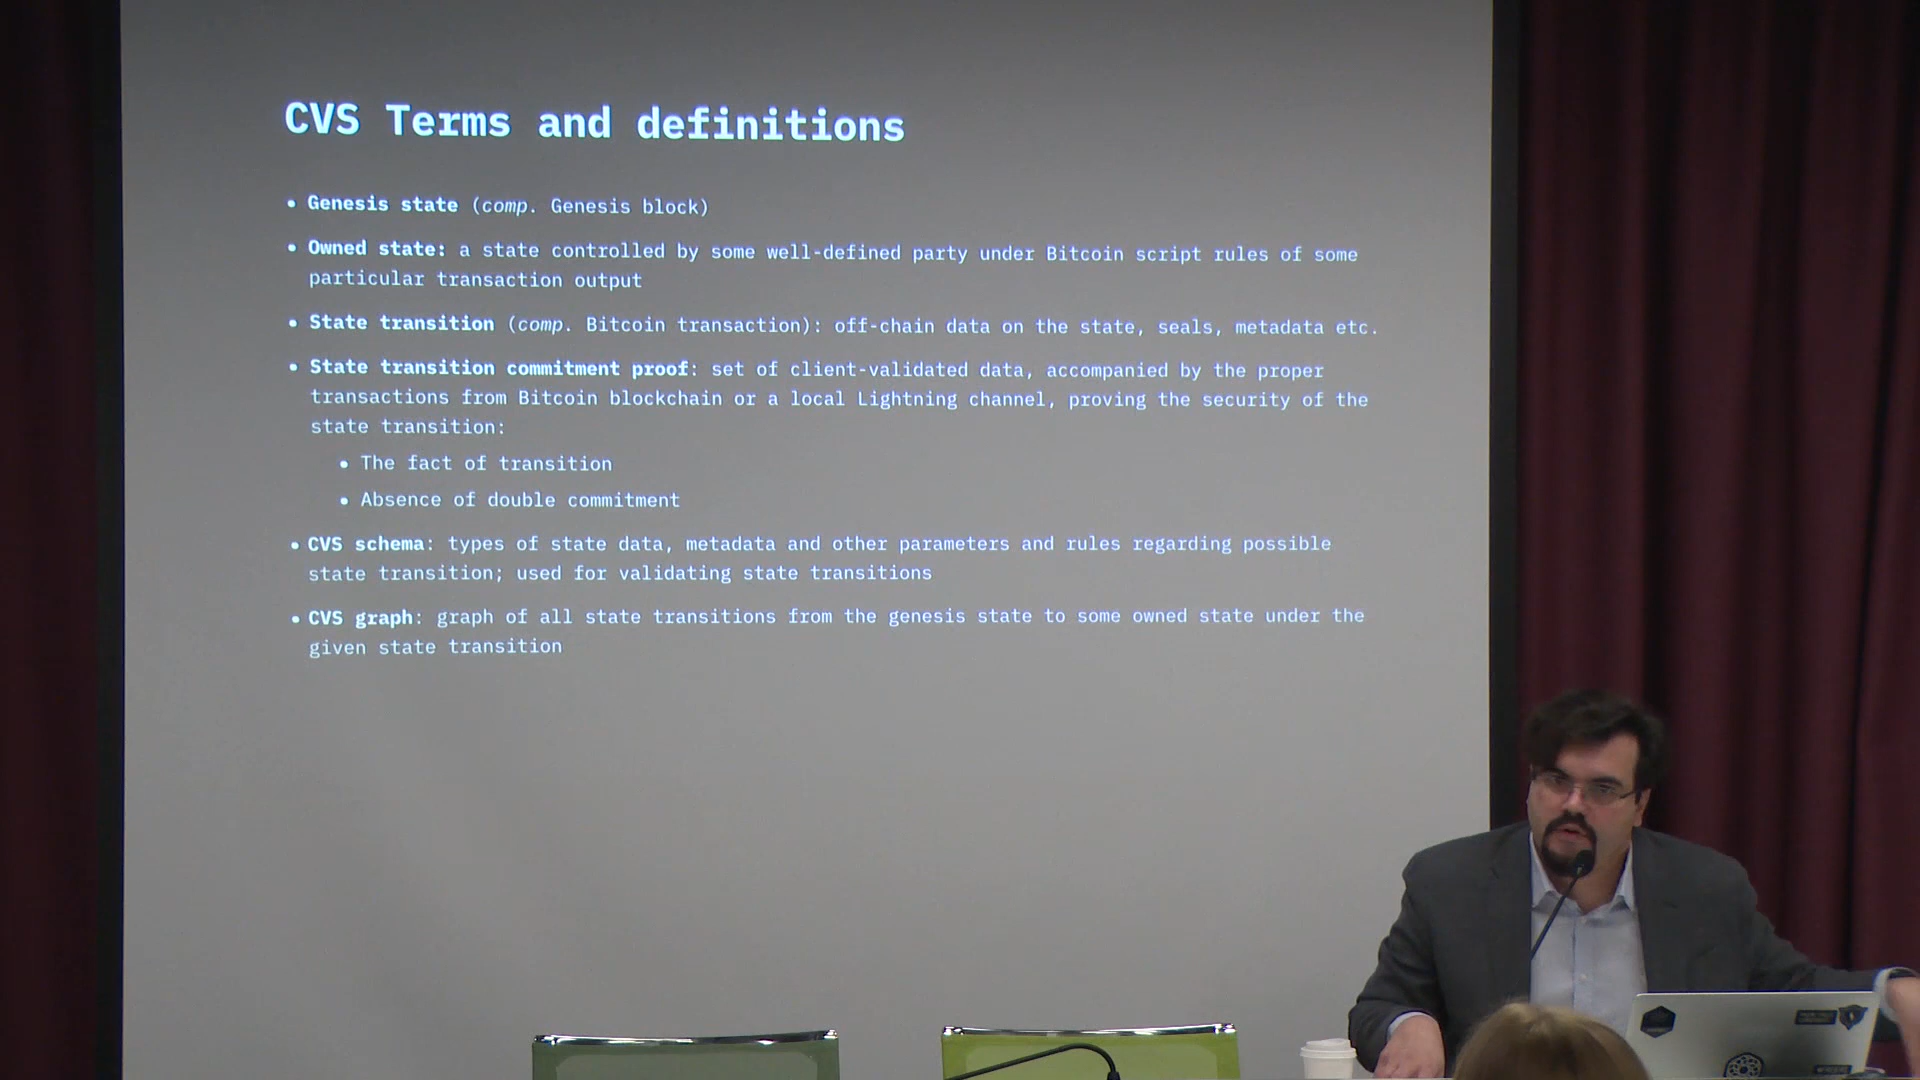 CVS Terms and definitions
• Genesis state (comp. Genesis block)
• Owned state: a state controlled by some well-defined party under Bitcoin script rules of some
particular transaction output
• State transition (comp. Bitcoin transaction): off-chain data on the state, seals, metadata etc.
• State transition commitment proof: set of client-validated data, accompanied by the proper
transactions from Bitcoin blockchain or a local Lightning channel, proving the security of the
state transition:
• The fact of transition
• Absence of double commitment
• CVS schema: types of state data, metadata and other parameters and rules regarding possible
state transition; used for validating state transitions
• CVS graph: graph of all state transitions from the genesis state to some owned state under the
given state transition